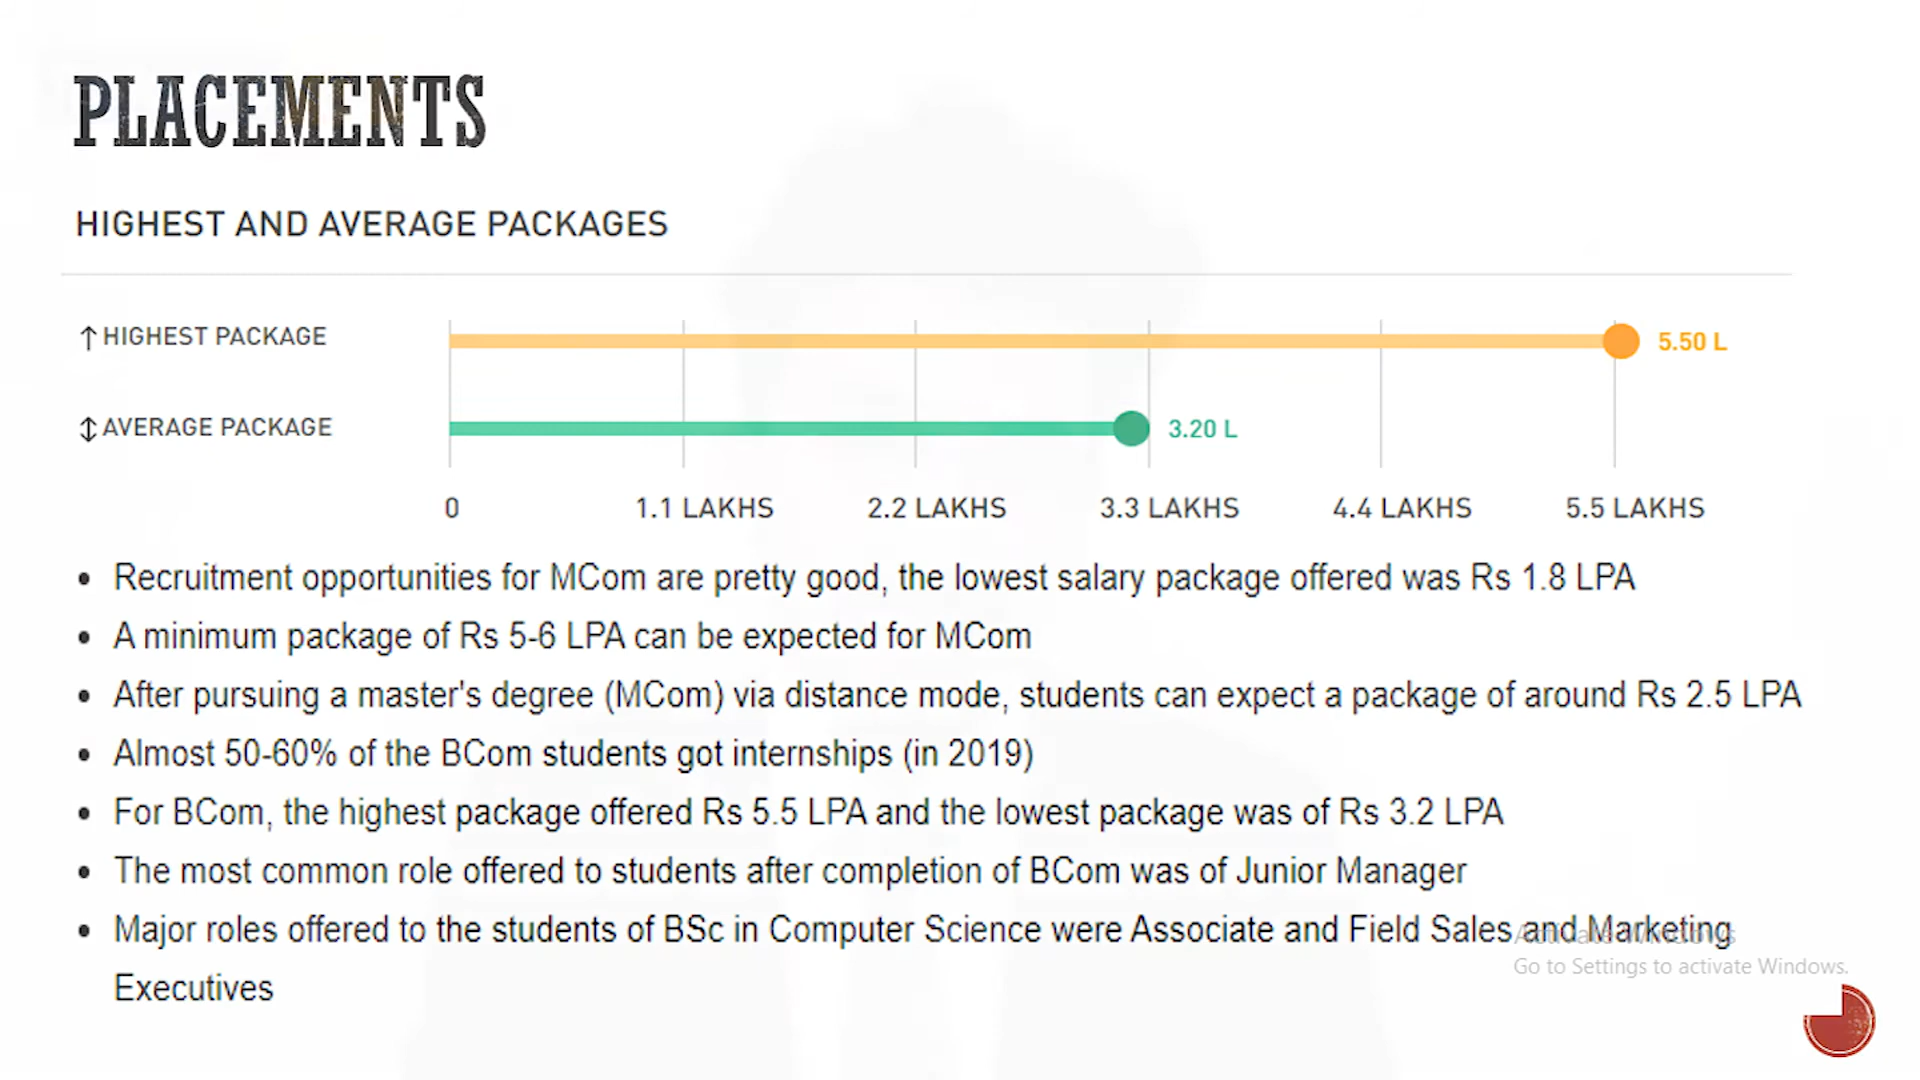 PLACEMENTS
HIGHEST AND AVERAGE PACKAGES
↑ HIGHEST PACKAGE
5.50 L
↕ AVERAGE PACKAGE
3.20 L
0 1.1 LAKHS 2.2 LAKHS 3.3 LAKHS 4.4 LAKHS 5.5 LAKHS
• Recruitment opportunities for MCom are pretty good, the lowest salary package offered was Rs 1.8 LPA
• A minimum package of Rs 5-6 LPA can be expected for MCom
• After pursuing a master's degree (MCom) via distance mode, students can expect a package of around Rs 2.5 LPA
• Almost 50-60% of the BCom students got internships (in 2019)
• For BCom, the highest package offered Rs 5.5 LPA and the lowest package was of Rs 3.2 LPA
• The most common role offered to students after completion of BCom was of Junior Manager
• Major roles offered to the students of BSc in Computer Science were Associate and Field Sales and Marketing
Executives
Activate Windows
Go to Settings to activate Windows.